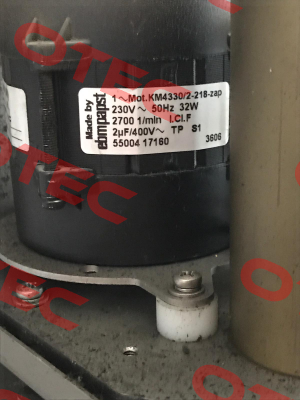 OTEC
Made by
ebmpapst
1~Mot.KM4330/2-218-zap
230V~ 50Hz 32W
2700 1/min I.Cl.F
2µF/400V~ TP S1
55004 17160 3606
OTEC
OTEC
OTEC
OTEC